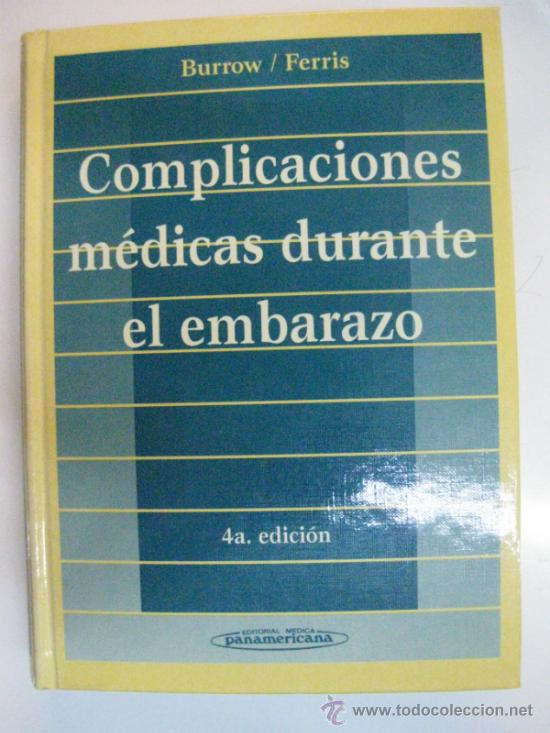 Burrow / Ferris
Complicaciones
médicas durante
el embarazo
4a. edición
EDITORIAL MEDICA
panamericana
www.todocoleccion.net